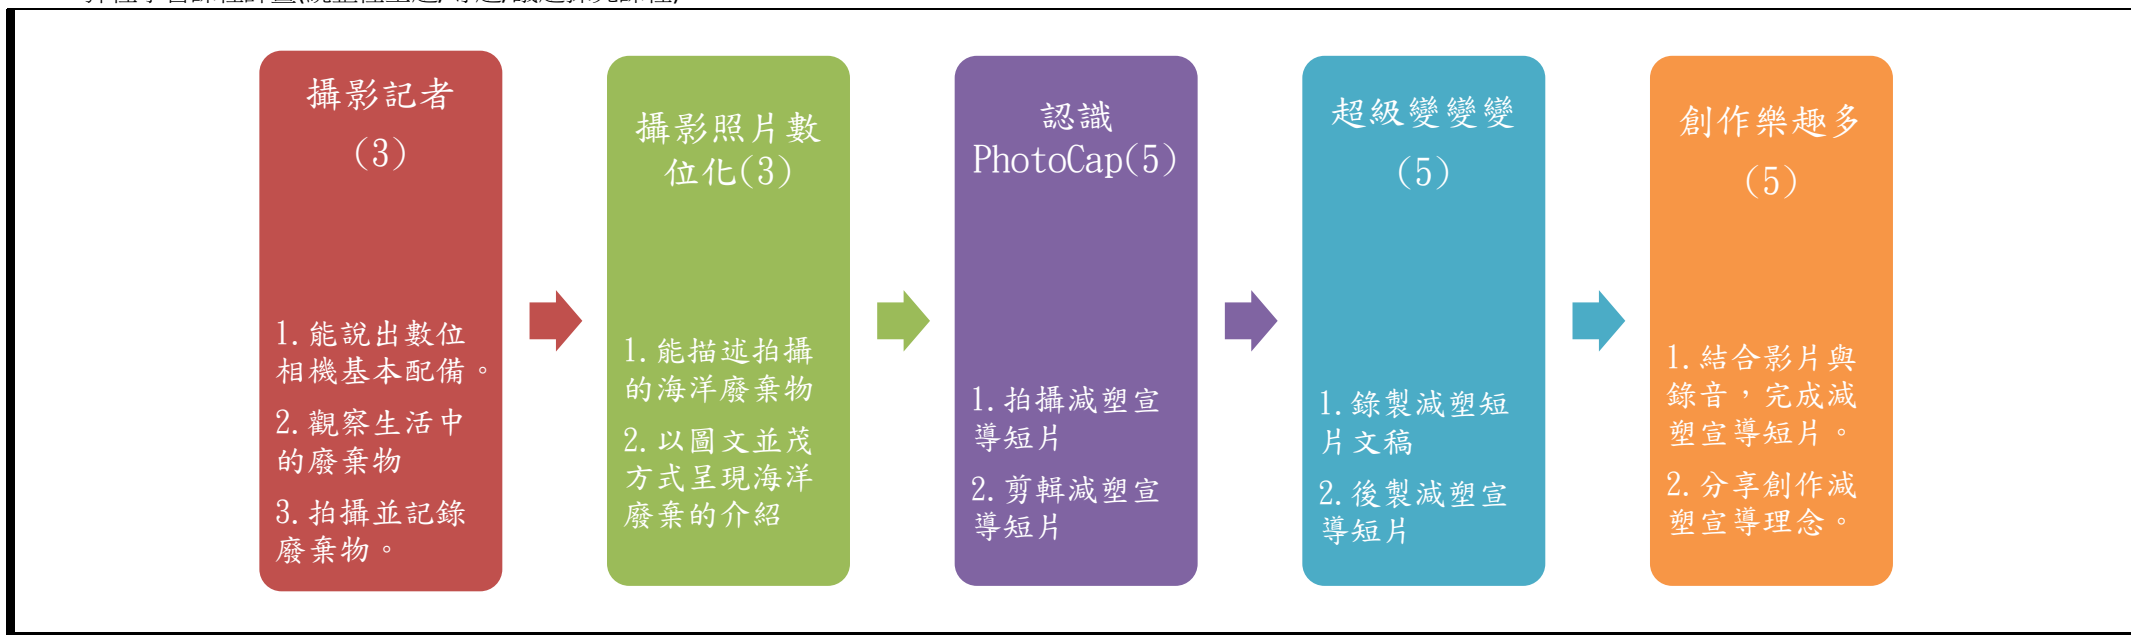 攝影記者
(3)
1.能說出數位
相機基本配備。
2.觀察生活中
的廢棄物
3.拍攝並記錄
廢棄物。
攝影照片數
位化(3)
1.能描述拍攝
的海洋廢棄物
2.以圖文並茂
方式呈現海洋
廢棄的介紹
認識
PhotoCap(5)
1.拍攝減塑宣
導短片
2.剪輯減塑宣
導短片
超級變變變
(5)
1.錄製減塑短
片文稿
2.後製減塑宣
導短片
創作樂趣多
(5)
1.結合影片與
錄音，完成減
塑宣導短片。
2.分享創作減
塑宣導理念。